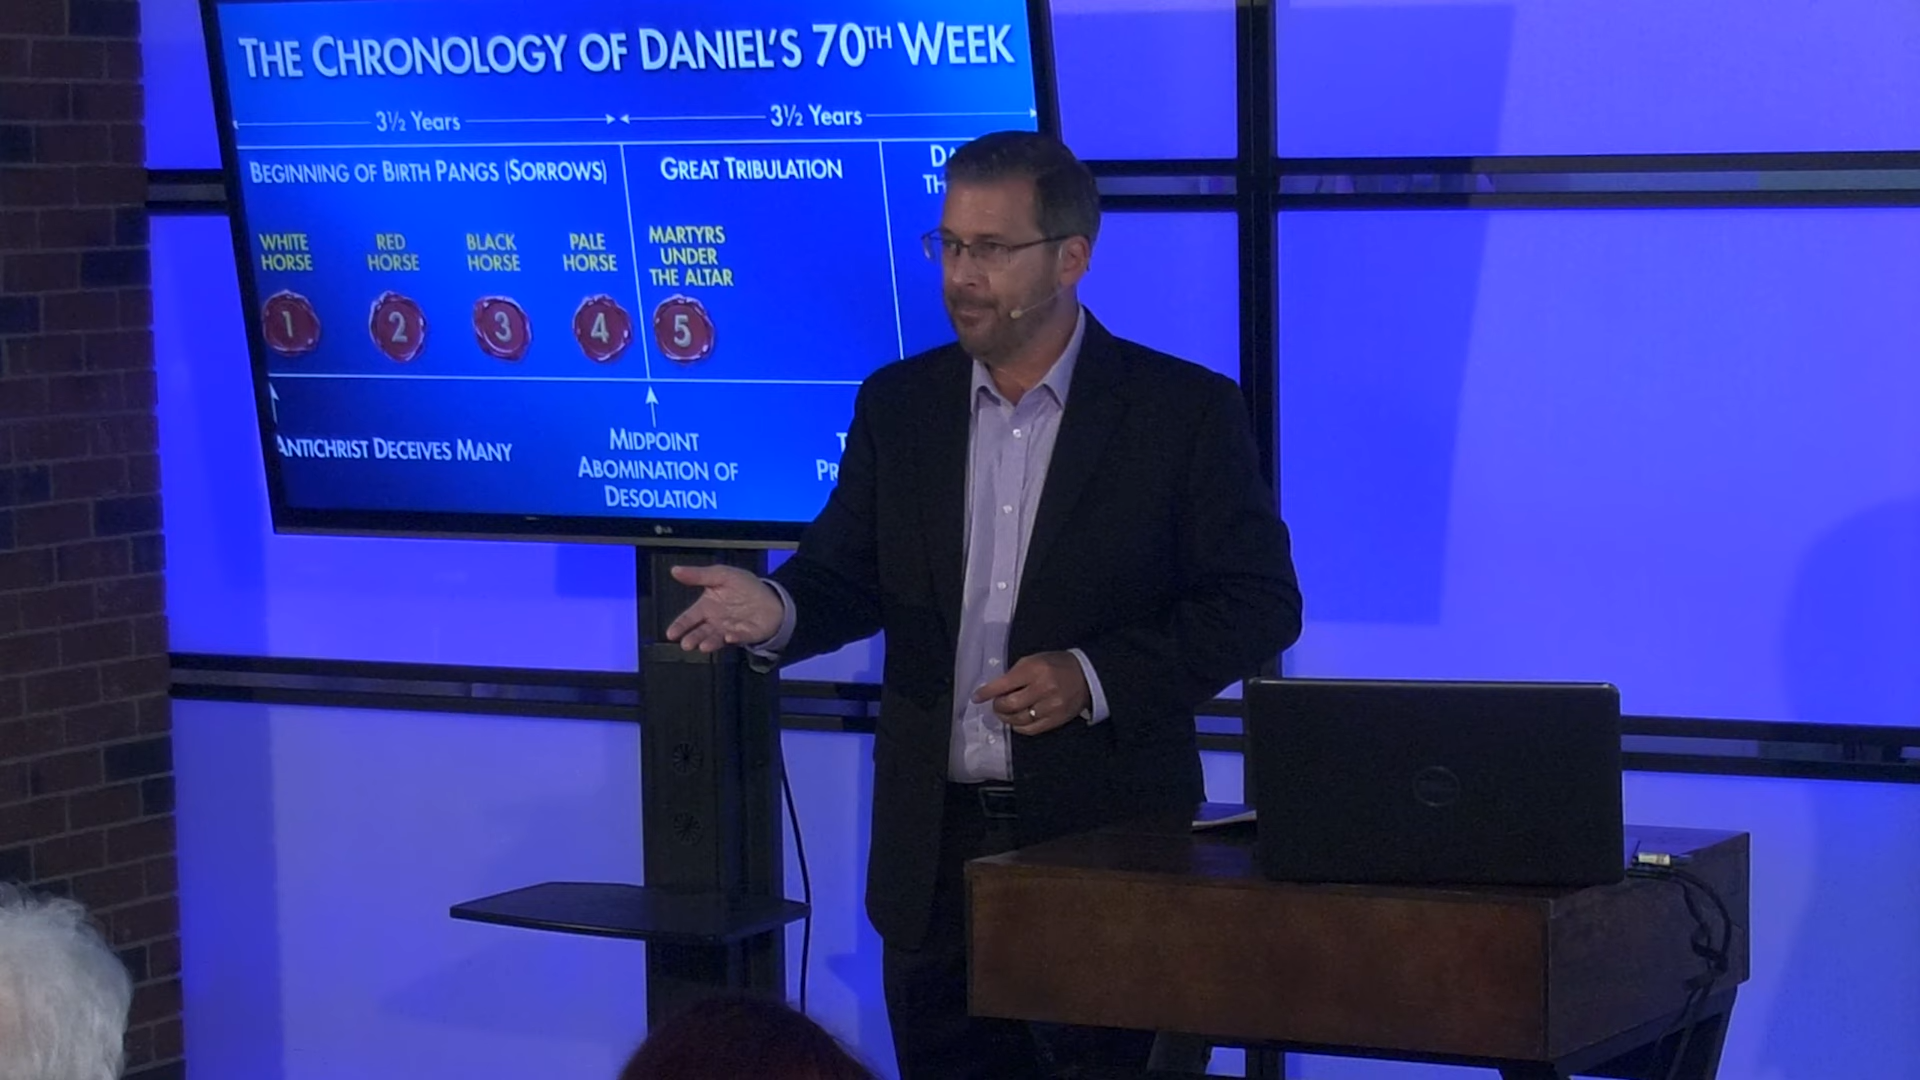 THE CHRONOLOGY OF DANIEL'S 70TH WEEK
3½ Years
3½ Years
BEGINNING OF BIRTH PANGS (SORROWS)
GREAT TRIBULATION
WHITE
HORSE
RED
HORSE
BLACK
HORSE
PALE
HORSE
MARTYRS
UNDER
THE ALTAR
1
2
3
4
5
ANTICHRIST DECEIVES MANY
MIDPOINT
ABOMINATION OF
DESOLATION
LG